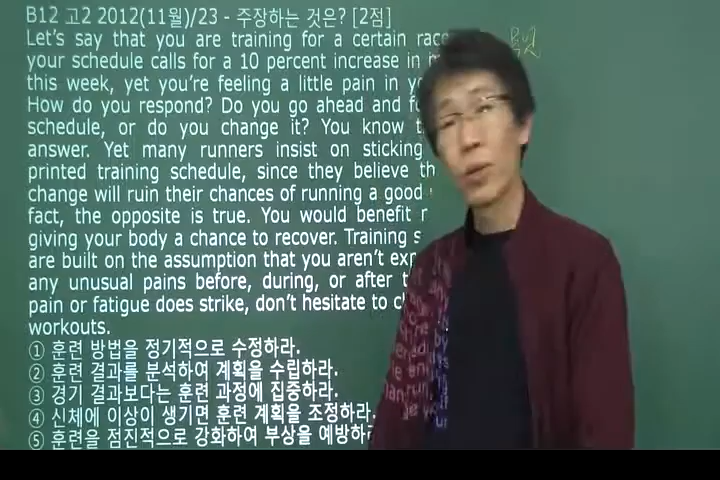 B12 고2 2012(11월)/23 - 주장하는 것은? [2점]
Let's say that you are training for a certain race
your schedule calls for a 10 percent increase in
this week, yet you're feeling a little pain in
How do you respond? Do you go ahead and
schedule, or do you change it? You know
answer. Yet many runners insist on sticking
printed training schedule, since they believe
change will ruin their chances of running a good
fact, the opposite is true. You would benefit
giving your body a chance to recover. Training
are built on the assumption that you aren't
any unusual pains before, during, or after
pain or fatigue does strike, don't hesitate to
workouts.
① 훈련 방법을 정기적으로 수정하라.
② 훈련 결과를 분석하여 계획을 수립하라.
③ 경기 결과보다는 훈련 과정에 집중하라.
④ 신체에 이상이 생기면 훈련 계획을 조정하라.
⑤ 훈련을 점진적으로 강화하여 부상을 예방하